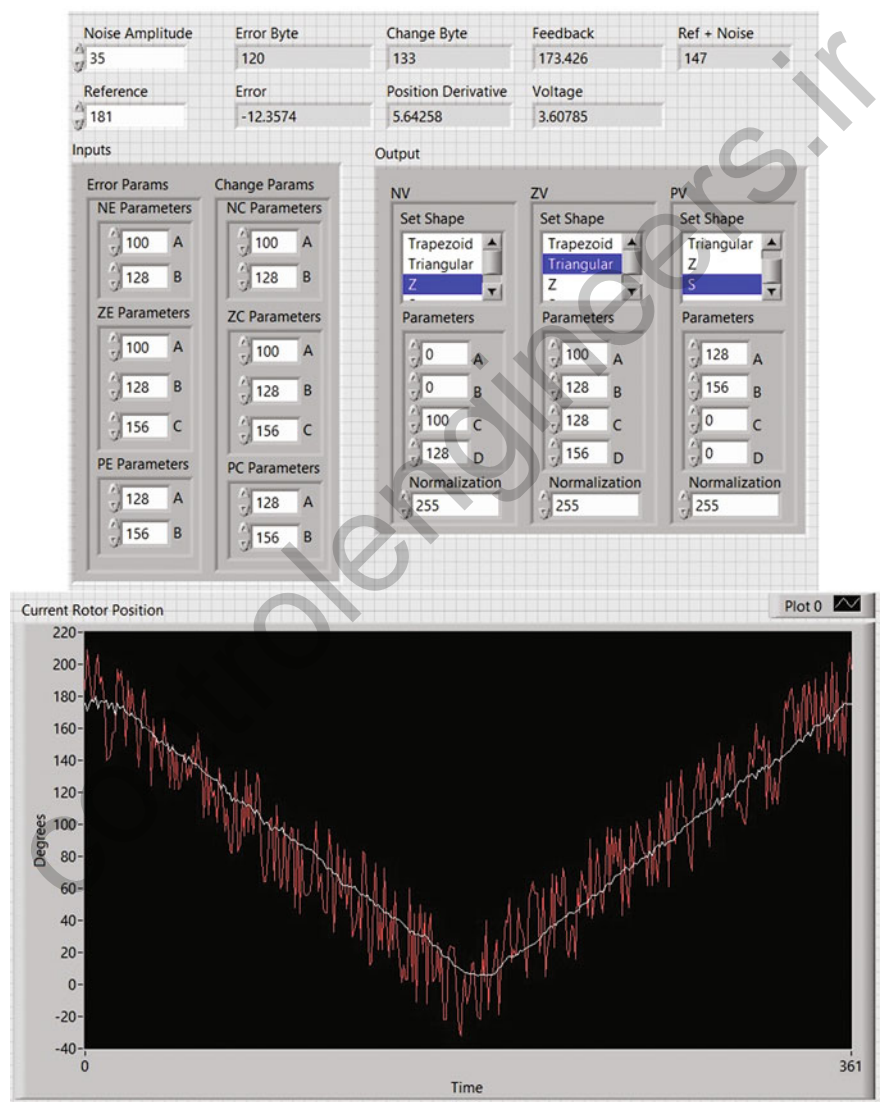 Noise Amplitude Error Byte Change Byte Feedback Ref + Noise
35 120 133 173.426 147
Reference Error Position Derivative Voltage
181 -12.3574 5.64258 3.60785
Inputs
Error Params Change Params
NE Parameters NC Parameters
100 A 100 A
128 B 128 B
ZE Parameters ZC Parameters
100 A 100 A
128 B 128 B
156 C 156 C
PE Parameters PC Parameters
128 A 128 A
156 B 156 B
Output
NV ZV PV
Set Shape Set Shape Set Shape
Trapezoid Trapezoid Triangular
Triangular Triangular Z
Z Z S
Parameters Parameters Parameters
0 A 100 A 128 A
0 B 128 B 156 B
100 C 128 C 0 C
128 D 156 D 0 D
Normalization Normalization Normalization
255 255 255
Current Rotor Position Plot 0
220
200
180
160
140
120
100
80
60
40
20
0
-20
-40
Degrees
0 361
Time
controlengineers.ir